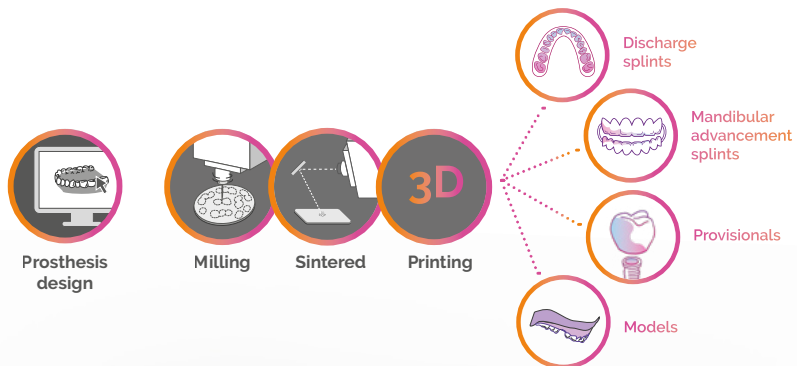 Prosthesis
design
Milling
Sintered
3D
Printing
Discharge
splints
Mandibular
advancement
splints
Provisionals
Models